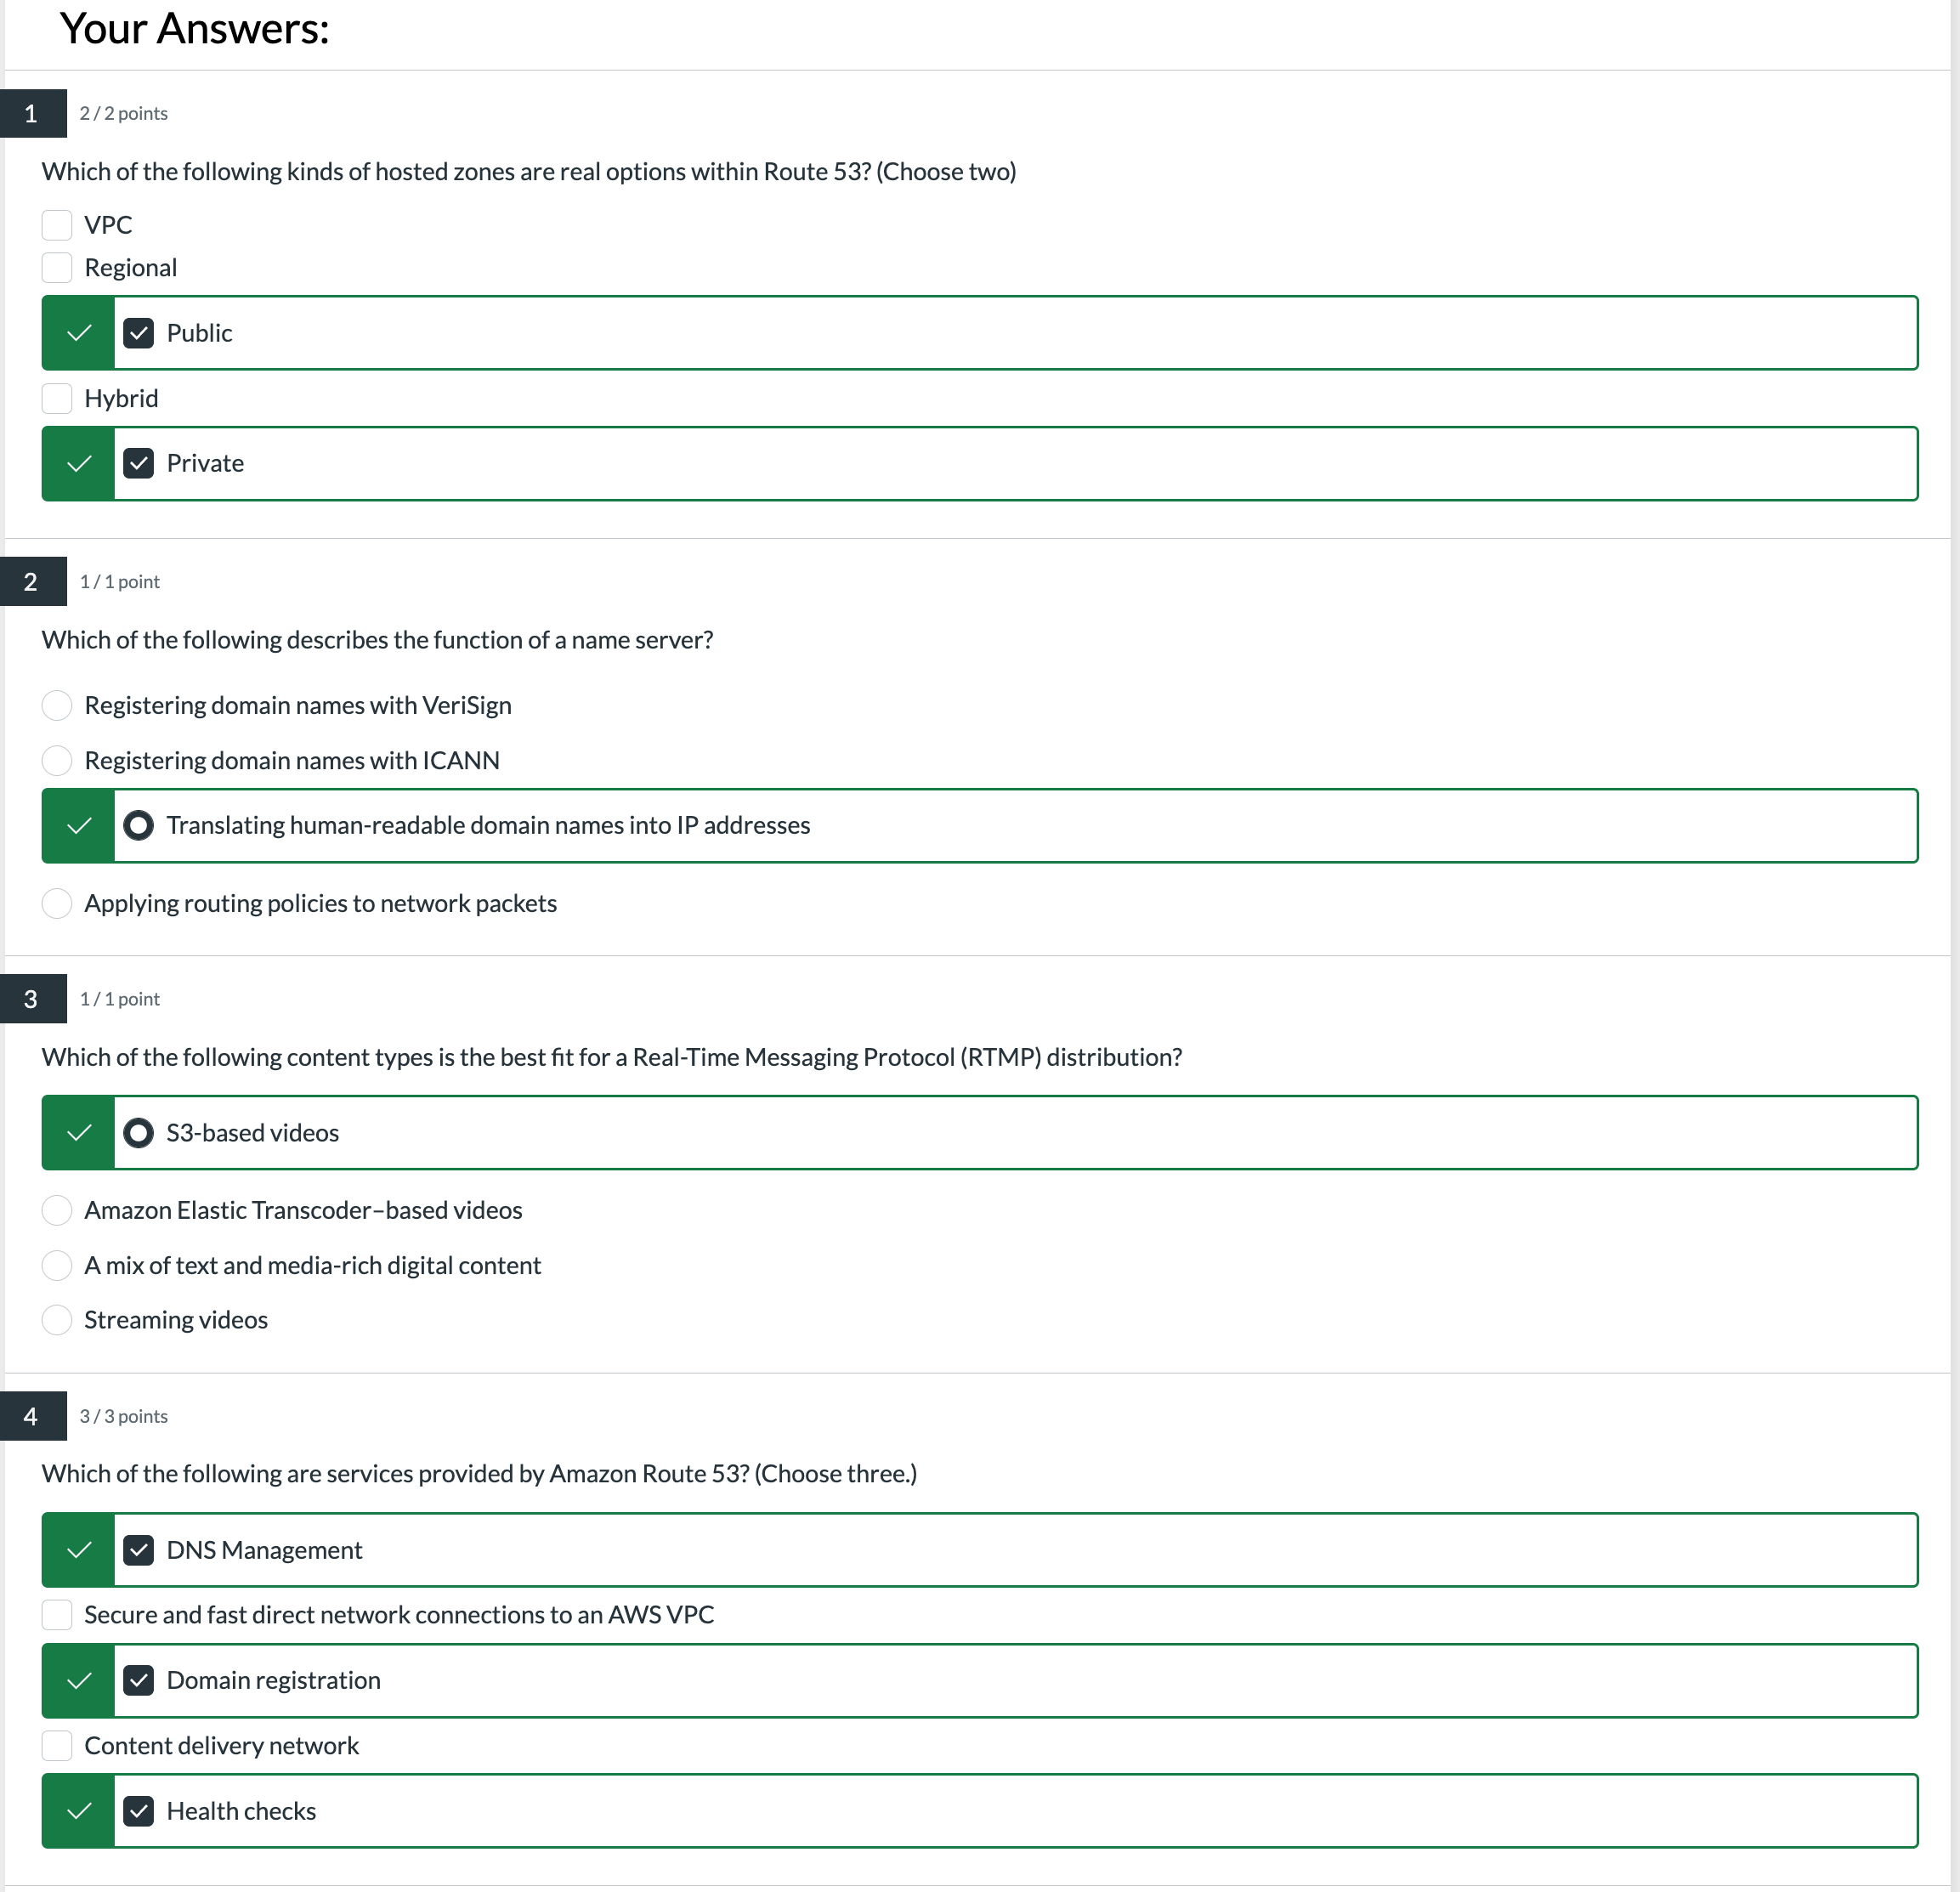 Your Answers:
1
2 / 2 points
Which of the following kinds of hosted zones are real options within Route 53? (Choose two)
VPC
Regional
Public
Hybrid
Private
2
1 / 1 point
Which of the following describes the function of a name server?
Registering domain names with VeriSign
Registering domain names with ICANN
Translating human-readable domain names into IP addresses
Applying routing policies to network packets
3
1 / 1 point
Which of the following content types is the best fit for a Real-Time Messaging Protocol (RTMP) distribution?
S3-based videos
Amazon Elastic Transcoder–based videos
A mix of text and media-rich digital content
Streaming videos
4
3 / 3 points
Which of the following are services provided by Amazon Route 53? (Choose three.)
DNS Management
Secure and fast direct network connections to an AWS VPC
Domain registration
Content delivery network
Health checks